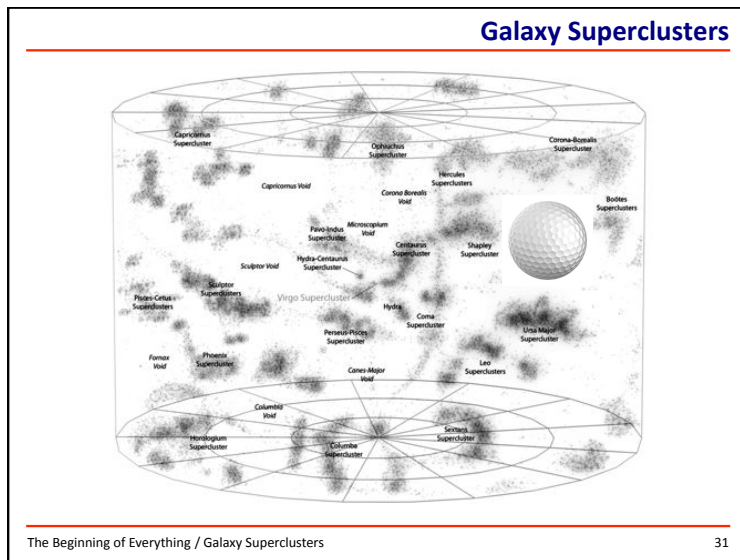 Galaxy Superclusters
Capricornus
Supercluster
Ophiuchus
Supercluster
Corona-Borealis
Supercluster
Hercules
Superclusters
Capricornus Void
Corona Borealis
Void
Boötes
Superclusters
Microscopium
Void
Pavo-Indus
Supercluster
Centaurus
Supercluster
Shapley
Supercluster
Hydra-Centaurus
Supercluster
Sculptor Void
Sculptor
Superclusters
Pisces-Cetus
Superclusters
Virgo Supercluster
Hydra
Coma
Supercluster
Perseus-Pisces
Supercluster
Ursa Major
Supercluster
Fornax
Void
Phoenix
Supercluster
Leo
Superclusters
Canes-Major
Void
Columbia
Void
Horologium
Supercluster
Columba
Supercluster
Sextans
Supercluster
The Beginning of Everything / Galaxy Superclusters
31